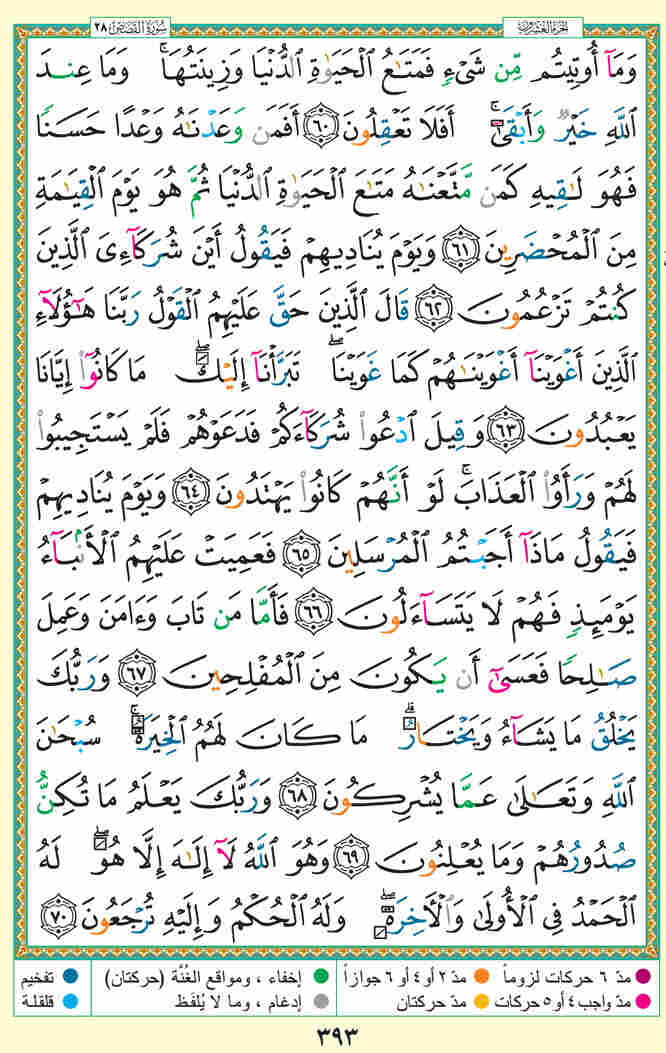 الجزء العشرون
سُورَةُ القَصَصِ ٢٨
وَمَآ أُوتِيتُم مِّن شَىْءٍ فَمَتَٰعُ ٱلْحَيَوٰةِ ٱلدُّنْيَا وَزِينَتُهَا ۚ وَمَا عِندَ
ٱللَّهِ خَيْرٌ وَأَبْقَىٰٓ ۚ أَفَلَا تَعْقِلُونَ ٦٠ أَفَمَن وَعَدْنَٰهُ وَعْدًا حَسَنًا
فَهُوَ لَٰقِيهِ كَمَن مَّتَّعْنَٰهُ مَتَٰعَ ٱلْحَيَوٰةِ ٱلدُّنْيَا ثُمَّ هُوَ يَوْمَ ٱلْقِيَٰمَةِ
مِنَ ٱلْمُحْضَرِينَ ٦١ وَيَوْمَ يُنَادِيهِمْ فَيَقُولُ أَيْنَ شُرَكَآءِىَ ٱلَّذِينَ
كُنتُمْ تَزْعُمُونَ ٦٢ قَالَ ٱلَّذِينَ حَقَّ عَلَيْهِمُ ٱلْقَوْلُ رَبَّنَا هَٰٓؤُلَآءِ
ٱلَّذِينَ أَغْوَيْنَآ أَغْوَيْنَٰهُمْ كَمَا غَوَيْنَا ۖ تَبَرَّأْنَآ إِلَيْكَ ۖ مَا كَانُوٓا۟ إِيَّانَا
يَعْبُدُونَ ٦٣ وَقِيلَ ٱدْعُوا۟ شُرَكَآءَكُمْ فَدَعَوْهُمْ فَلَمْ يَسْتَجِيبُوا۟
لَهُمْ وَرَأَوُا۟ ٱلْعَذَابَ ۚ لَوْ أَنَّهُمْ كَانُوا۟ يَهْتَدُونَ ٦٤ وَيَوْمَ يُنَادِيهِمْ
فَيَقُولُ مَاذَآ أَجَبْتُمُ ٱلْمُرْسَلِينَ ٦٥ فَعَمِيَتْ عَلَيْهِمُ ٱلْأَنۢبَآءُ
يَوْمَئِذٍ فَهُمْ لَا يَتَسَآءَلُونَ ٦٦ فَأَمَّا مَن تَابَ وَءَامَنَ وَعَمِلَ
صَٰلِحًا فَعَسَىٰٓ أَن يَكُونَ مِنَ ٱلْمُفْلِحِينَ ٦٧ وَرَبُّكَ
يَخْلُقُ مَا يَشَآءُ وَيَخْتَارُ ۗ مَا كَانَ لَهُمُ ٱلْخِيَرَةُ ۚ سُبْحَٰنَ
ٱللَّهِ وَتَعَٰلَىٰ عَمَّا يُشْرِكُونَ ٦٨ وَرَبُّكَ يَعْلَمُ مَا تُكِنُّ
صُدُورُهُمْ وَمَا يُعْلِنُونَ ٦٩ وَهُوَ ٱللَّهُ لَآ إِلَٰهَ إِلَّا هُوَ ۖ لَهُ
ٱلْحَمْدُ فِى ٱلْأُولَىٰ وَٱلْءَاخِرَةِ ۖ وَلَهُ ٱلْحُكْمُ وَإِلَيْهِ تُرْجَعُونَ ٧٠
مدّ ٦ حركات لزوماً مدّ ٢ أو ٤ أو ٦ جوازاً إخفاء ، ومواقع الغُنَّة (حركتان) تفخيم
مدّ واجب ٤ أو ٥ حركات مدّ حركتان إدغام ، وما لا يُلفَظ قلقلة
٣٩٣